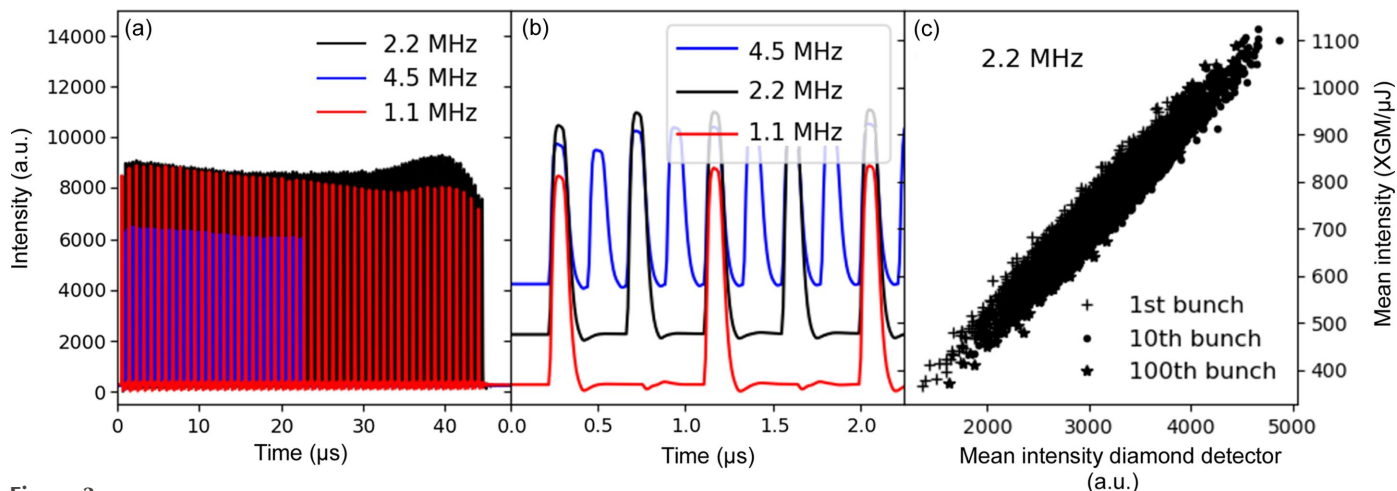 (a)
2.2 MHz
4.5 MHz
1.1 MHz
14000
12000
10000
8000
6000
4000
2000
0
Intensity (a.u.)
0 10 20 30 40
Time (µs)
(b)
4.5 MHz
2.2 MHz
1.1 MHz
0.0 0.5 1.0 1.5 2.0
Time (µs)
(c)
2.2 MHz
1st bunch
10th bunch
100th bunch
1100
1000
900
800
700
600
500
400
Mean intensity (XGM/µJ)
2000 3000 4000 5000
Mean intensity diamond detector
(a.u.)